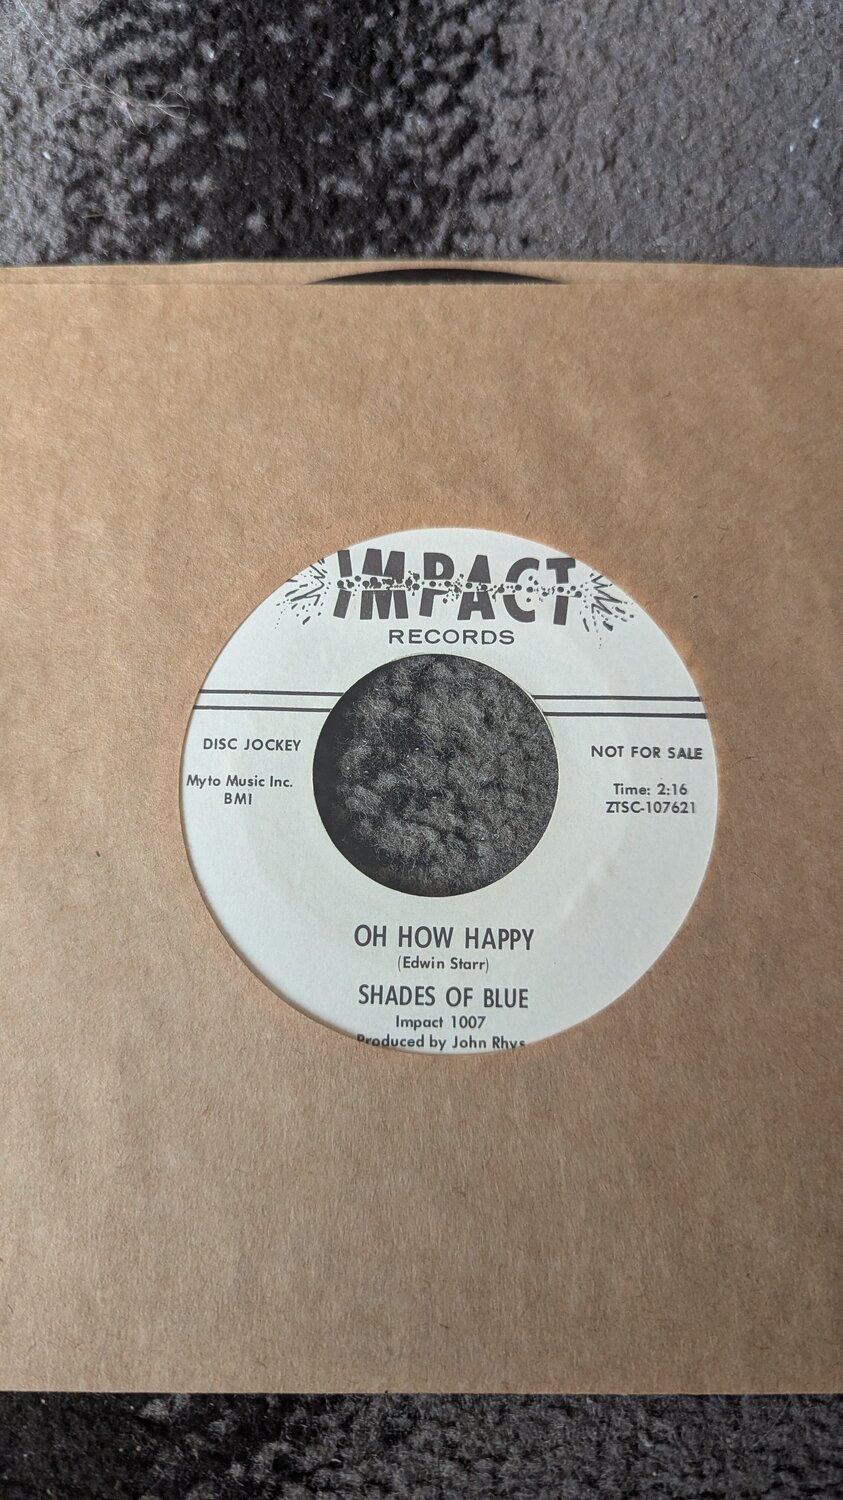 IMPACT
RECORDS
DISC JOCKEY
Myto Music Inc.
BMI
NOT FOR SALE
Time: 2:16
ZTSC-107621
OH HOW HAPPY
(Edwin Starr)
SHADES OF BLUE
Impact 1007
Produced by John Rhys